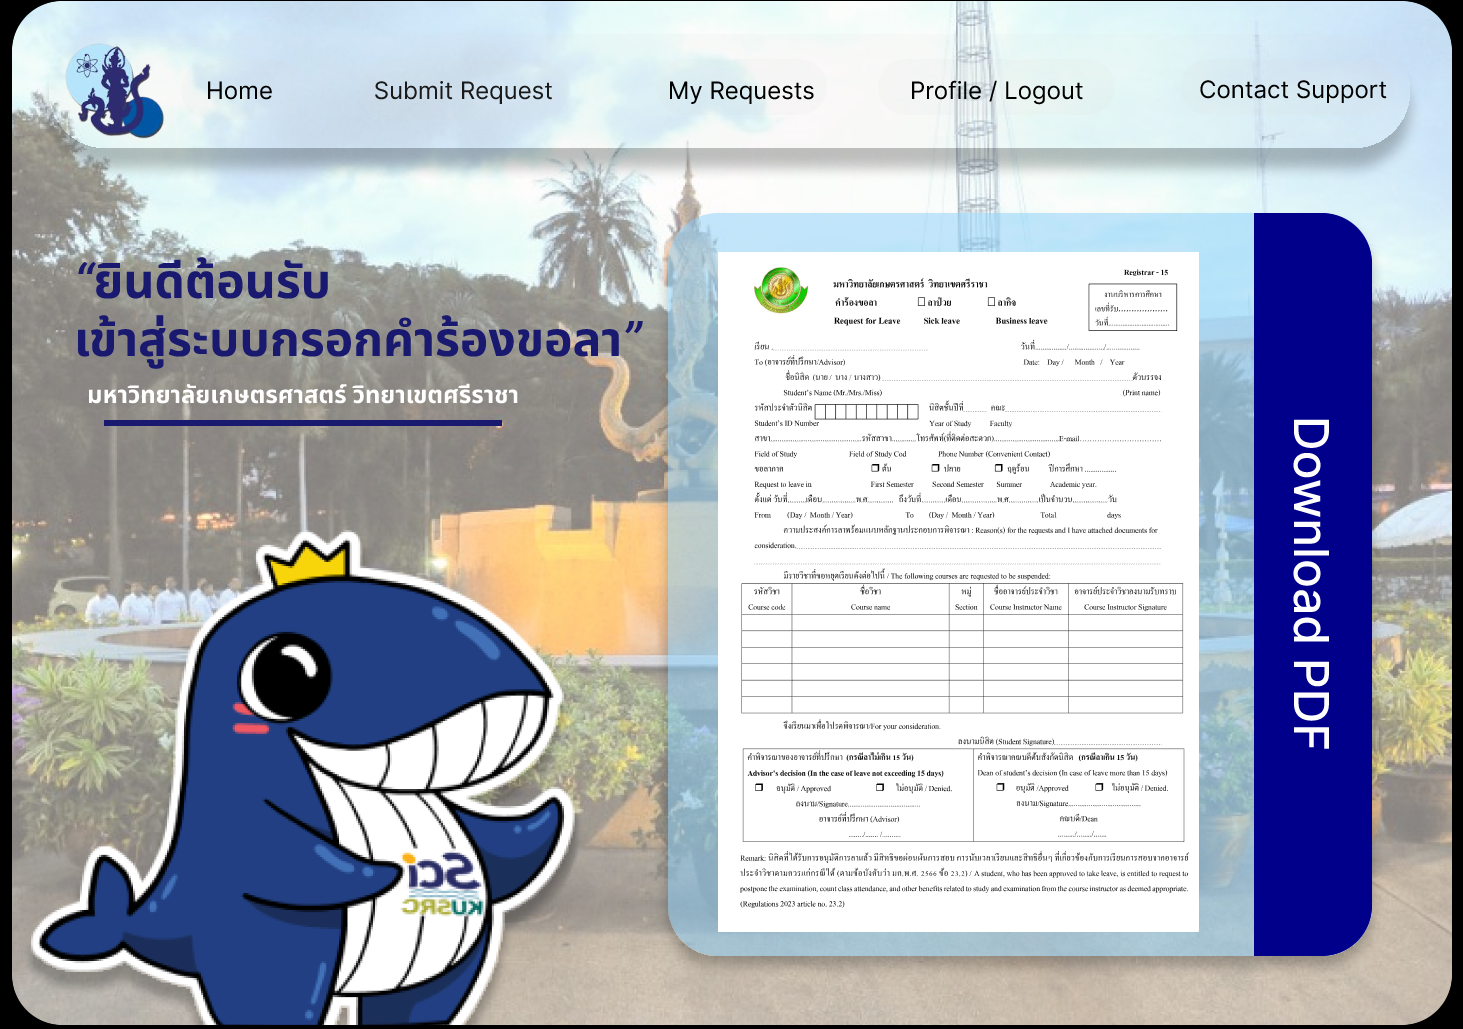 Home
Submit Request
My Requests
Profile / Logout
Contact Support
“ยินดีต้อนรับ
เข้าสู่ระบบกรอกคำร้องขอลา”
มหาวิทยาลัยเกษตรศาสตร์ วิทยาเขตศรีราชา
Sci
KUSRC
Registrar - 15
มหาวิทยาลัยเกษตรศาสตร์ วิทยาเขตศรีราชา
คำร้องขอลา ☐ ลาป่วย ☐ ลากิจ
Request for Leave Sick leave Business leave
งานบริหารการศึกษา
เลขที่รับ....................
วันที่..............................
เรียน ............................................................ วันที่............../................/...............
To (อาจารย์ที่ปรึกษา/Advisor) Date: Day / Month / Year
ชื่อนิสิต (นาย / นาง / นางสาว)............................................................ตัวบรรจง
Student's Name (Mr./Mrs./Miss) (Print name)
รหัสประจำตัวนิสิต นิสิตชั้นปีที่.......... คณะ............................................................
Student's ID Number Year of Study Faculty
สาขา........................................รหัสสาขา...........โทรศัพท์(ที่ติดต่อสะดวก)..............................E-mail..............................
Field of Study Field of Study Cod Phone Number (Convenient Contact)
ขอลาภาค ☐ ต้น ☐ ปลาย ☐ ฤดูร้อน ปีการศึกษา ...............
Request to leave in First Semester Second Semester Summer Academic year.
ตั้งแต่ วันที่.........เดือน................พ.ศ............. ถึงวันที่...........เดือน.................พ.ศ..............เป็นจำนวน.................วัน
From (Day / Month / Year) To (Day / Month / Year) Total days
ความประสงค์การลาพร้อมแนบหลักฐานประกอบการพิจารณา : Reason(s) for the requests and I have attached documents for
consideration............................................................
มีรายวิชาที่ขอหยุดเรียนดังต่อไปนี้ / The following courses are requested to be suspended:
รหัสวิชา ชื่อวิชา หมู่ ชื่ออาจารย์ประจำวิชา อาจารย์ประจำวิชาลงนามรับทราบ
Course code Course name Section Course Instructor Name Course Instructor Signature
จึงเรียนมาเพื่อโปรดพิจารณา/For your consideration.
ลงนามนิสิต (Student Signature)..................................................
คำพิจารณาของอาจารย์ที่ปรึกษา (กรณีลาไม่เกิน 15 วัน)
Advisor's decision (In the case of leave not exceeding 15 days)
☐ อนุมัติ / Approved ☐ ไม่อนุมัติ / Denied.
ลงนาม/Signature...................................
อาจารย์ที่ปรึกษา (Advisor)
......./....... /.........
คำพิจารณาคณบดีต้นสังกัดนิสิต (กรณีลาเกิน 15 วัน)
Dean of student's decision (In case of leave more than 15 days)
☐ อนุมัติ /Approved ☐ ไม่อนุมัติ / Denied.
ลงนาม/Signature...................................
คณบดี/Dean
........./......../.......
Remark: นิสิตที่ได้รับการอนุมัติการลาแล้ว มีสิทธิขอผ่อนผันการสอบ การนับเวลาเรียนและสิทธิอื่นๆ ที่เกี่ยวข้องกับการเรียนการสอบจากอาจารย์
ประจำวิชาตามควรแก่กรณีได้ (ตามข้อบังคับว่า มก.พ.ศ. 2566 ข้อ 23.2) / A student, who has been approved to take leave, is entitled to request to
postpone the examination, count class attendance, and other benefits related to study and examination from the course instructor as deemed appropriate.
(Regulations 2023 article no. 23.2)
Download PDF